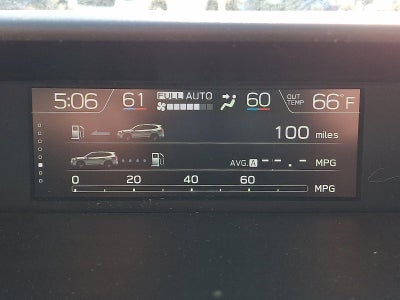 5:06 61 FULL AUTO 60 OUT TEMP 66°F
100 miles
AVG. A --.- MPG
0 20 40 60 MPG